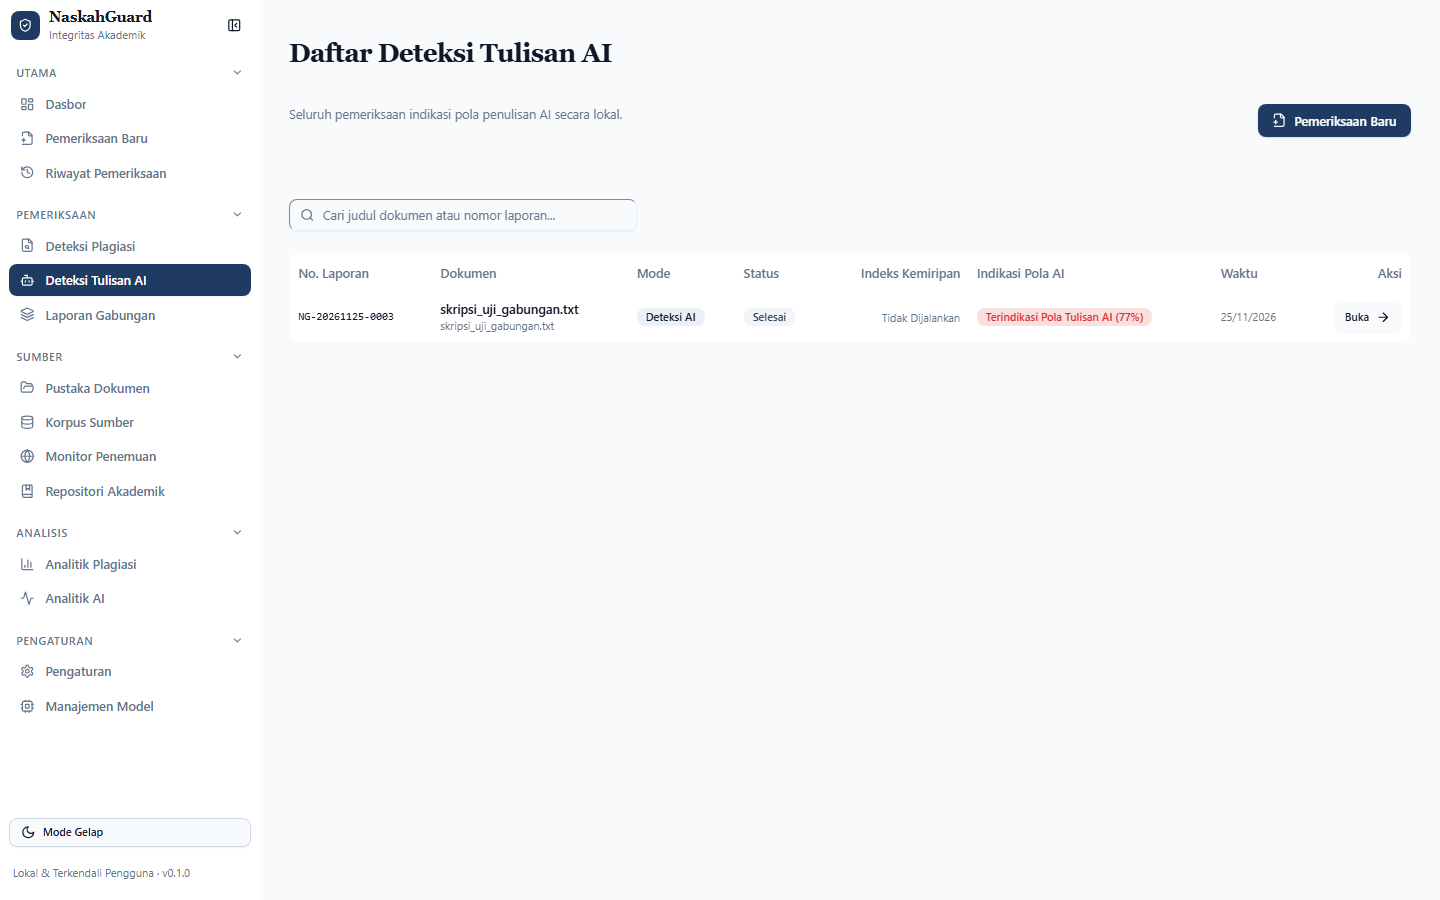 NaskahGuard
Integritas Akademik
UTAMA
Dasbor
Pemeriksaan Baru
Riwayat Pemeriksaan
PEMERIKSAAN
Deteksi Plagiasi
Deteksi Tulisan AI
Laporan Gabungan
SUMBER
Pustaka Dokumen
Korpus Sumber
Monitor Penemuan
Repositori Akademik
ANALISIS
Analitik Plagiasi
Analitik AI
PENGATURAN
Pengaturan
Manajemen Model
Mode Gelap
Lokal & Terkendali Pengguna · v0.1.0
Daftar Deteksi Tulisan AI
Seluruh pemeriksaan indikasi pola penulisan AI secara lokal.
Pemeriksaan Baru
Cari judul dokumen atau nomor laporan...
No. Laporan Dokumen Mode Status Indeks Kemiripan Indikasi Pola AI Waktu Aksi
NG-20261125-0003 skripsi_uji_gabungan.txt Deteksi AI Selesai Tidak Dijalankan Terindikasi Pola Tulisan AI (77%) 25/11/2026 Buka
skripsi_uji_gabungan.txt